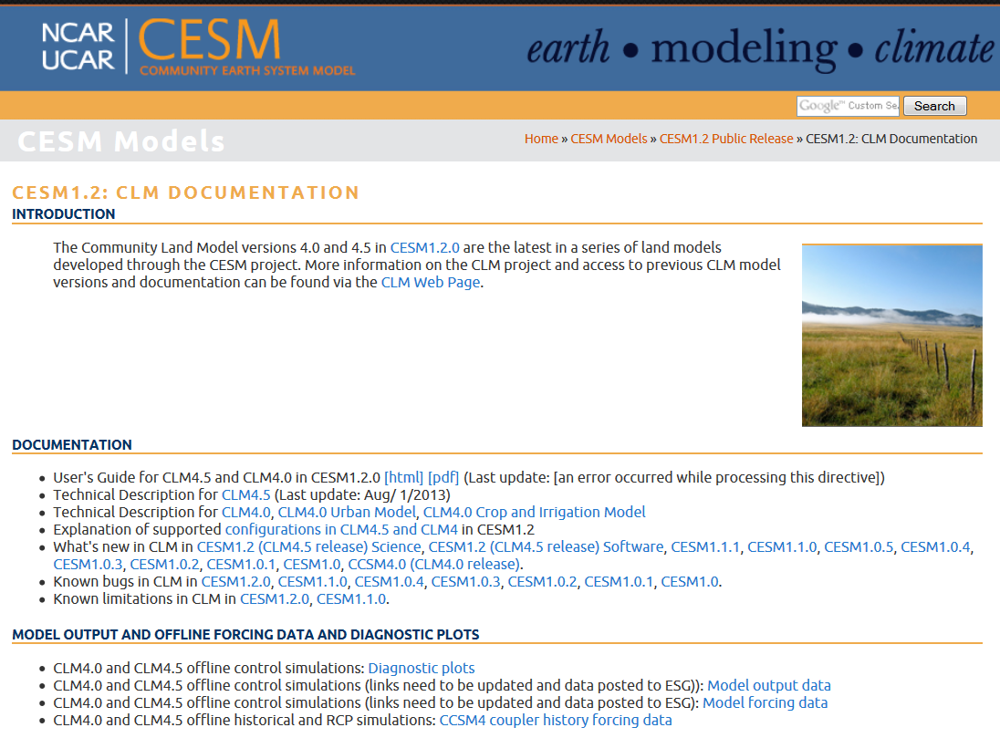 NCAR
UCAR
CESM
COMMUNITY EARTH SYSTEM MODEL
earth • modeling • climate
Google™ Custom Se
Search
CESM Models
Home » CESM Models » CESM1.2 Public Release » CESM1.2: CLM Documentation
CESM1.2: CLM DOCUMENTATION
INTRODUCTION
The Community Land Model versions 4.0 and 4.5 in CESM1.2.0 are the latest in a series of land models
developed through the CESM project. More information on the CLM project and access to previous CLM model
versions and documentation can be found via the CLM Web Page.
DOCUMENTATION
• User's Guide for CLM4.5 and CLM4.0 in CESM1.2.0 [html] [pdf] (Last update: [an error occurred while processing this directive])
• Technical Description for CLM4.5 (Last update: Aug/ 1/2013)
• Technical Description for CLM4.0, CLM4.0 Urban Model, CLM4.0 Crop and Irrigation Model
• Explanation of supported configurations in CLM4.5 and CLM4 in CESM1.2
• What's new in CLM in CESM1.2 (CLM4.5 release) Science, CESM1.2 (CLM4.5 release) Software, CESM1.1.1, CESM1.1.0, CESM1.0.5, CESM1.0.4,
CESM1.0.3, CESM1.0.2, CESM1.0.1, CESM1.0, CCSM4.0 (CLM4.0 release).
• Known bugs in CLM in CESM1.2.0, CESM1.1.0, CESM1.0.4, CESM1.0.3, CESM1.0.2, CESM1.0.1, CESM1.0.
• Known limitations in CLM in CESM1.2.0, CESM1.1.0.
MODEL OUTPUT AND OFFLINE FORCING DATA AND DIAGNOSTIC PLOTS
• CLM4.0 and CLM4.5 offline control simulations: Diagnostic plots
• CLM4.0 and CLM4.5 offline control simulations (links need to be updated and data posted to ESG)): Model output data
• CLM4.0 and CLM4.5 offline control simulations (links need to be updated and data posted to ESG): Model forcing data
• CLM4.0 and CLM4.5 offline historical and RCP simulations: CCSM4 coupler history forcing data